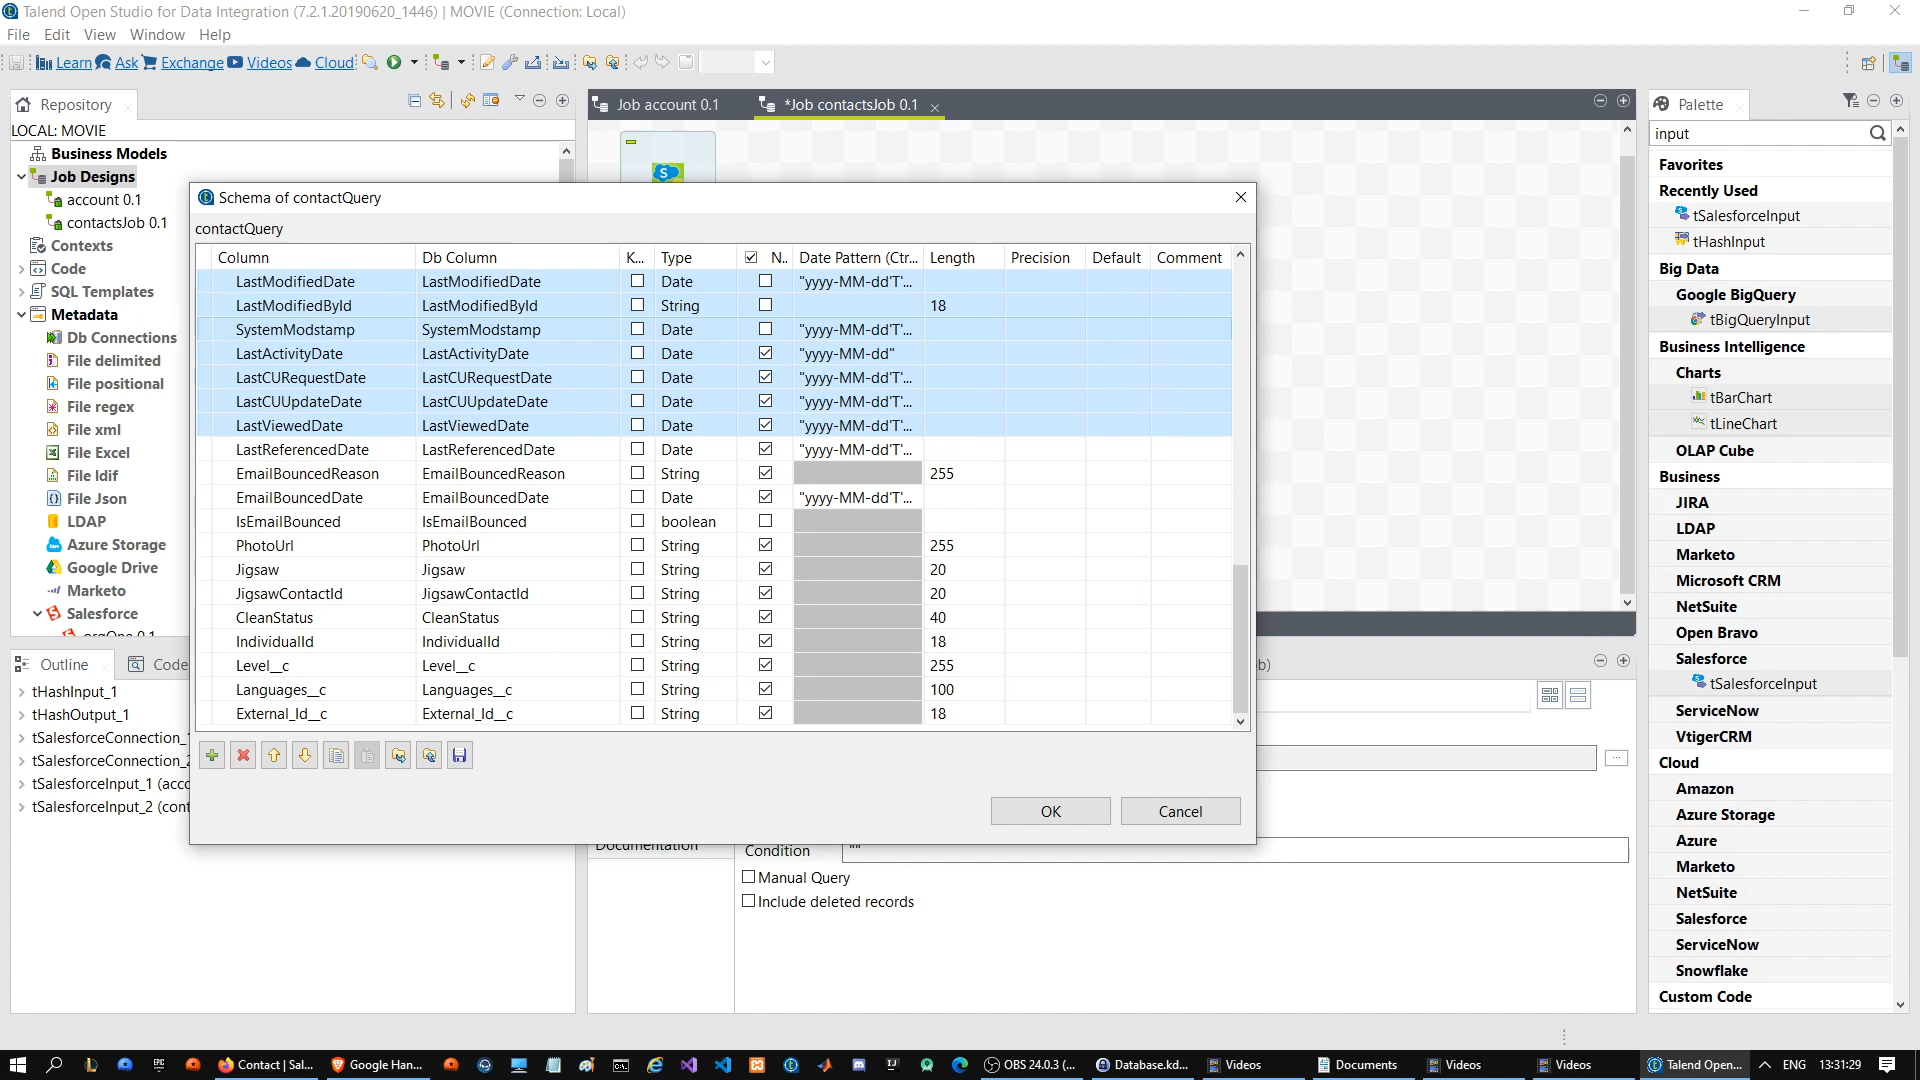 Talend Open Studio for Data Integration (7.2.1.20190620_1446) | MOVIE (Connection: Local)
File Edit View Window Help
Learn Ask Exchange Videos Cloud
Repository
LOCAL: MOVIE
Business Models
Job Designs
account 0.1
contactsJob 0.1
Contexts
Code
SQL Templates
Metadata
Db Connections
File delimited
File positional
File regex
File xml
File Excel
File ldif
File Json
LDAP
Azure Storage
Google Drive
Marketo
Salesforce
orgOne 0.1
Outline Code
tHashInput_1
tHashOutput_1
tSalesforceConnection_1
tSalesforceConnection_2
tSalesforceInput_1 (acco
tSalesforceInput_2 (cont
Job account 0.1 *Job contactsJob 0.1
Schema of contactQuery
contactQuery
Column Db Column K... Type N.. Date Pattern (Ctr... Length Precision Default Comment
LastModifiedDate LastModifiedDate Date "yyyy-MM-dd'T'...
LastModifiedById LastModifiedById String 18
SystemModstamp SystemModstamp Date "yyyy-MM-dd'T'...
LastActivityDate LastActivityDate Date "yyyy-MM-dd"
LastCURequestDate LastCURequestDate Date "yyyy-MM-dd'T'...
LastCUUpdateDate LastCUUpdateDate Date "yyyy-MM-dd'T'...
LastViewedDate LastViewedDate Date "yyyy-MM-dd'T'...
LastReferencedDate LastReferencedDate Date "yyyy-MM-dd'T'...
EmailBouncedReason EmailBouncedReason String 255
EmailBouncedDate EmailBouncedDate Date "yyyy-MM-dd'T'...
IsEmailBounced IsEmailBounced boolean
PhotoUrl PhotoUrl String 255
Jigsaw Jigsaw String 20
JigsawContactId JigsawContactId String 20
CleanStatus CleanStatus String 40
IndividualId IndividualId String 18
Level__c Level__c String 255
Languages__c Languages__c String 100
External_Id__c External_Id__c String 18
OK Cancel
b)
...
Documentation
Condition ""
Manual Query
Include deleted records
Palette
input
Favorites
Recently Used
tSalesforceInput
tHashInput
Big Data
Google BigQuery
tBigQueryInput
Business Intelligence
Charts
tBarChart
tLineChart
OLAP Cube
Business
JIRA
LDAP
Marketo
Microsoft CRM
NetSuite
Open Bravo
Salesforce
tSalesforceInput
ServiceNow
VtigerCRM
Cloud
Amazon
Azure Storage
Azure
Marketo
NetSuite
Salesforce
ServiceNow
Snowflake
Custom Code
Contact | Sal... Google Han... OBS 24.0.3 (... Database.kd... Videos Documents Videos Videos Talend Open... ENG 13:31:29